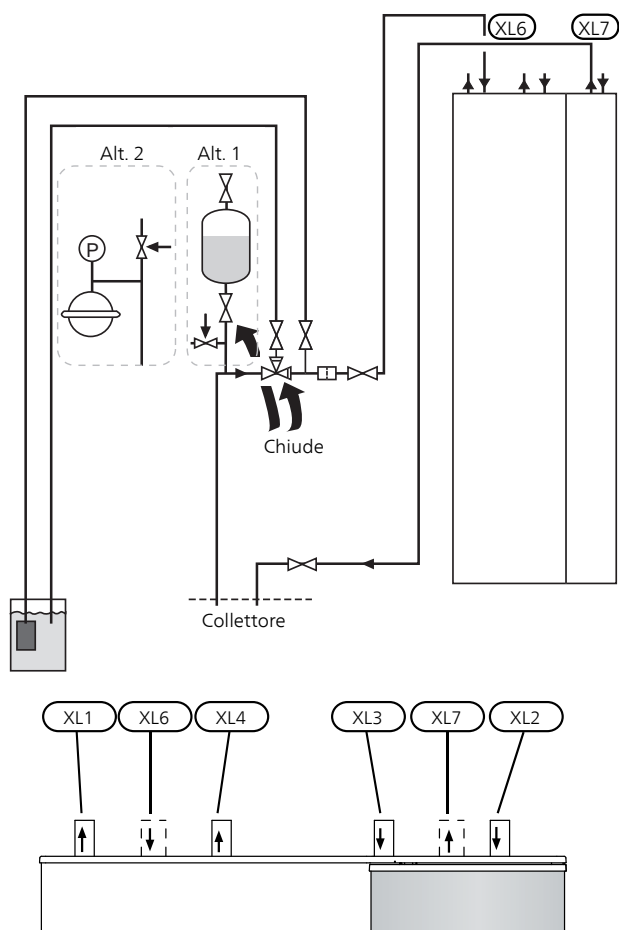 XL6 XL7
Alt. 2 Alt. 1
P
Chiude
Collettore
XL1 XL6 XL4 XL3 XL7 XL2